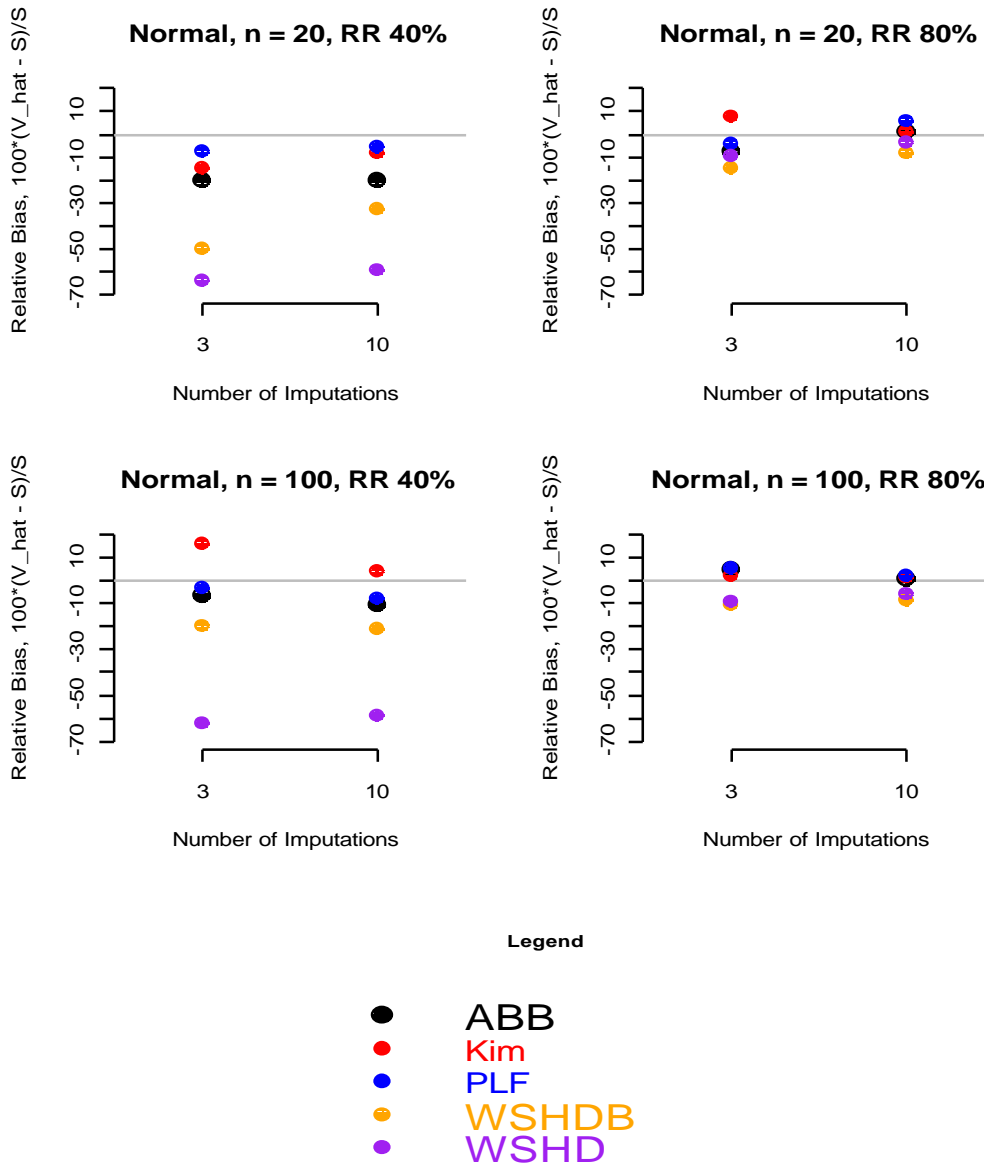 Normal, n = 20, RR 40%
Relative Bias, 100*(V_hat - S)/S
10
-10
-30
-50
-70
3
10
Number of Imputations
Normal, n = 20, RR 80%
Relative Bias, 100*(V_hat - S)/S
10
-10
-30
-50
-70
3
10
Number of Imputations
Normal, n = 100, RR 40%
Relative Bias, 100*(V_hat - S)/S
10
-10
-30
-50
-70
3
10
Number of Imputations
Normal, n = 100, RR 80%
Relative Bias, 100*(V_hat - S)/S
10
-10
-30
-50
-70
3
10
Number of Imputations
Legend
ABB
Kim
PLF
WSHDB
WSHD